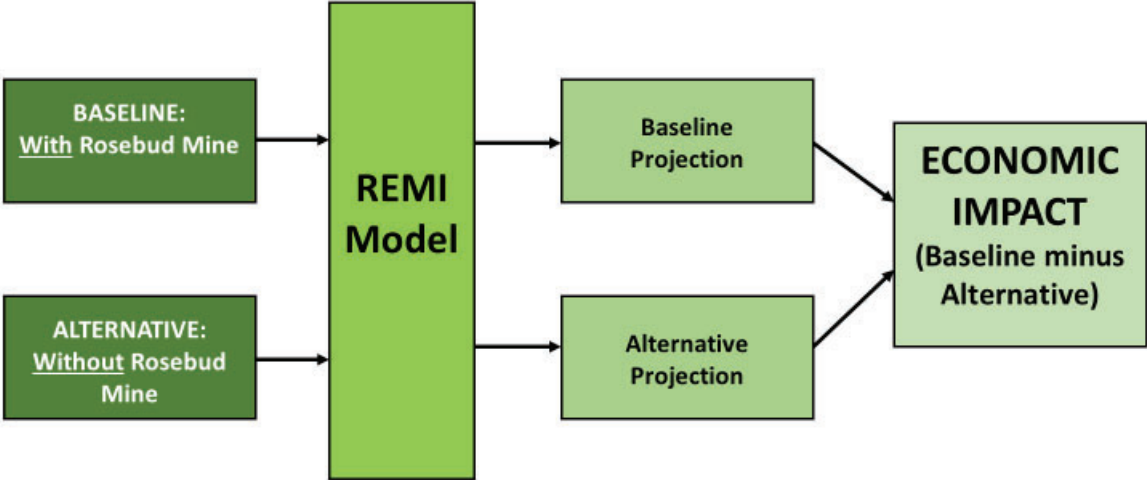 BASELINE:
With Rosebud Mine
ALTERNATIVE:
Without Rosebud
Mine
REMI
Model
Baseline
Projection
Alternative
Projection
ECONOMIC
IMPACT
(Baseline minus
Alternative)